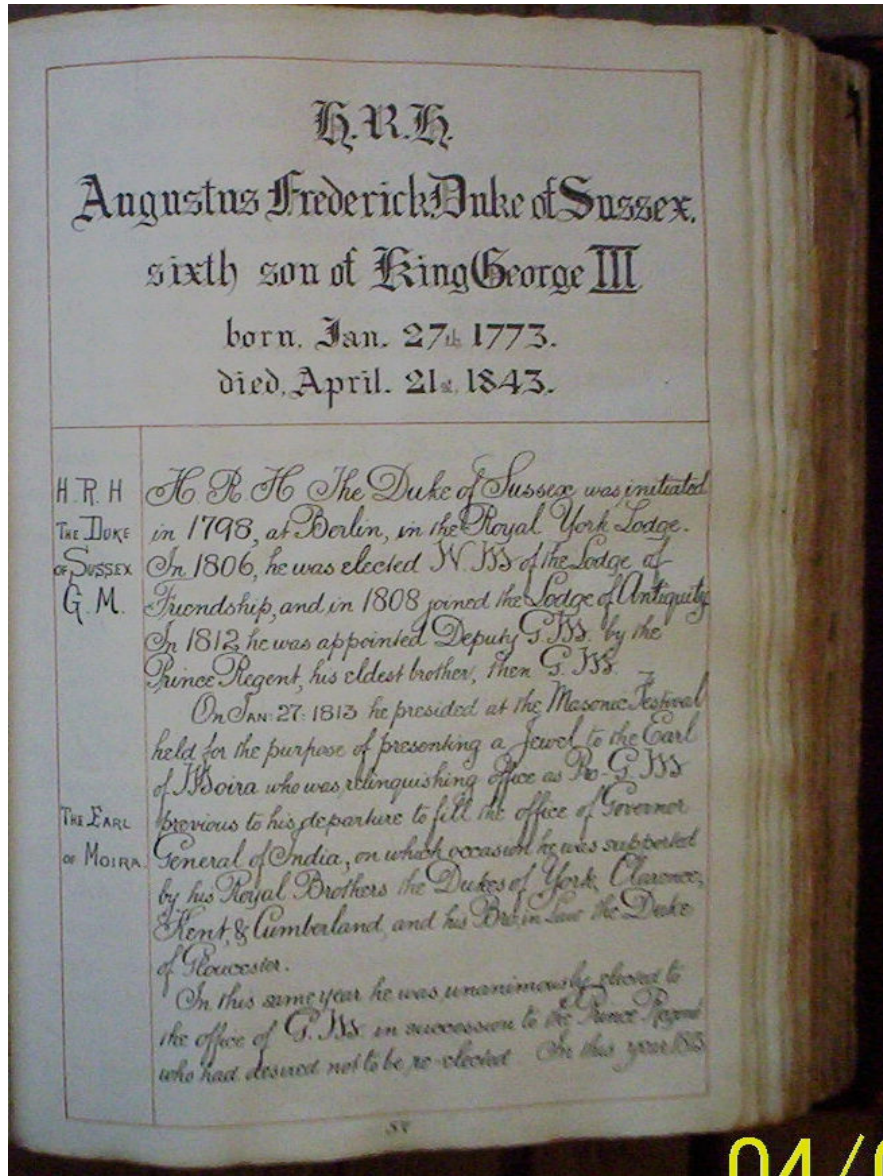 H.R.H.
Augustus Frederick Duke of Sussex,
sixth son of King George III
born, Jan. 27th 1773.
died, April. 21st, 1843.
H.R.H
The Duke
of Sussex
G.M.
H R H The Duke of Sussex was initiated
in 1798, at Berlin, in the Royal York Lodge.
In 1806, he was elected W.M of the Lodge of
Friendship, and in 1808 joined the Lodge of Antiquity
In 1812, he was appointed Deputy G.M. by the
Prince Regent, his eldest brother, then G.M.
On Jan: 27: 1813 he presided at the Masonic Festival
held for the purpose of presenting a Jewel to the Earl
of Moira who was relinquishing office as Pro-G.M
previous to his departure to fill the office of Governor
General of India, on which occasion he was supported
by his Royal Brothers the Dukes of York, Clarence,
Kent, & Cumberland, and his Bro in Law the Duke
of Gloucester.
In this same year he was unanimously elected to
the office of G.M. in succession to the Prince Regent
who had desired not to be re-elected. In this year 1813
The Earl
of Moira
04/